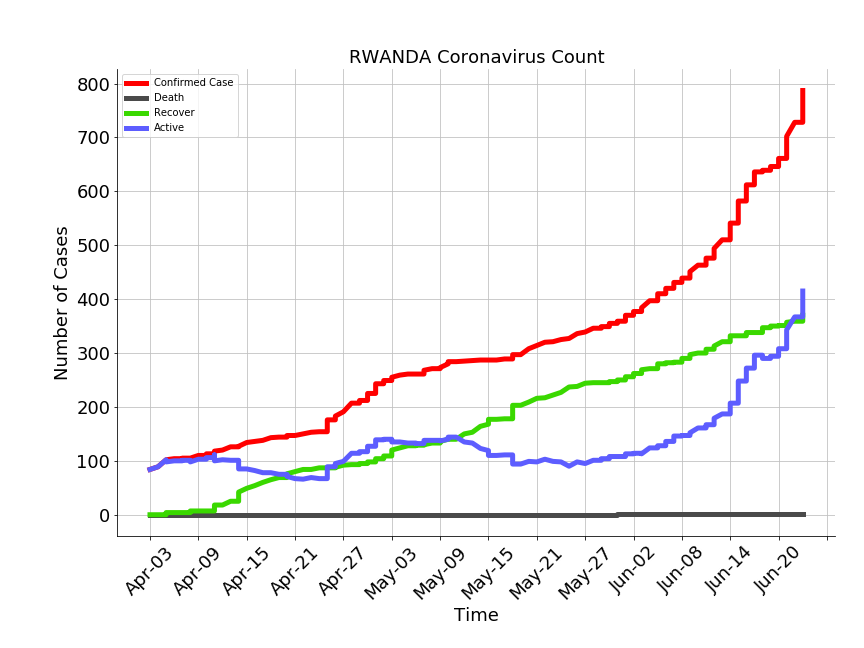 RWANDA Coronavirus Count
Confirmed Case
Death
Recover
Active
800
700
600
500
400
300
200
100
0
Number of Cases
Apr-03
Apr-09
Apr-15
Apr-21
Apr-27
May-03
May-09
May-15
May-21
May-27
Jun-02
Jun-08
Jun-14
Jun-20
Time